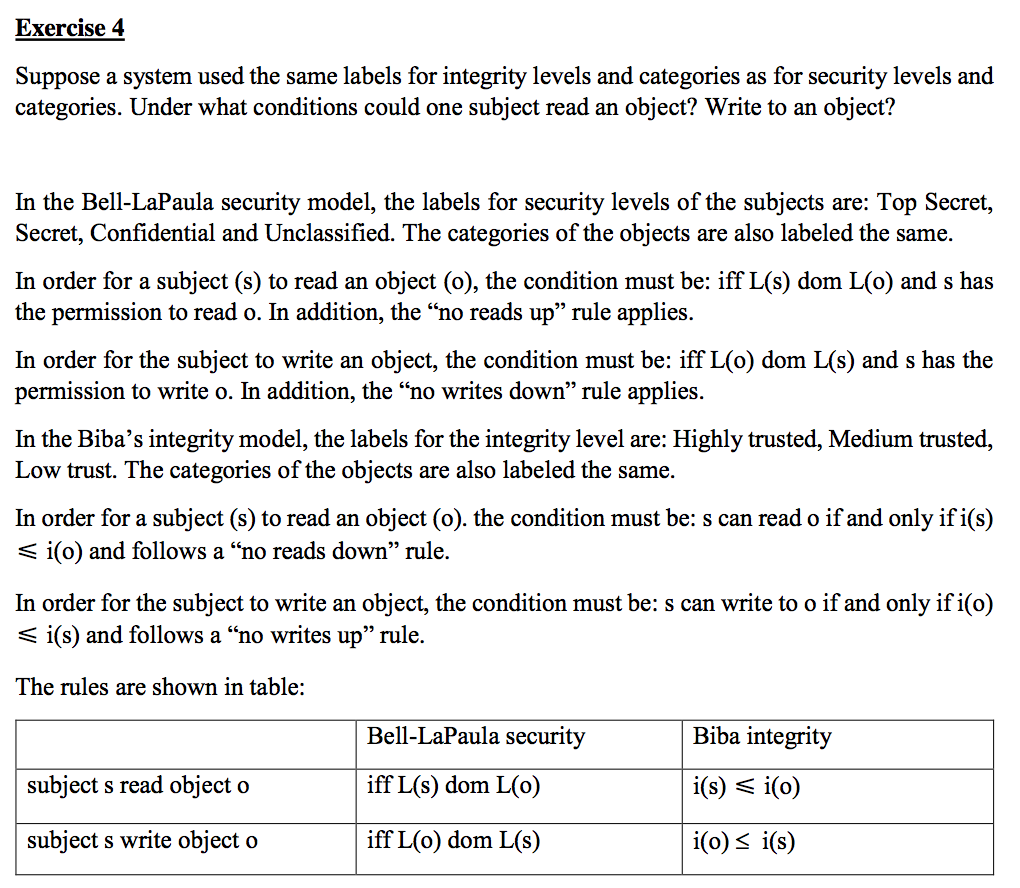 Exercise 4
Suppose a system used the same labels for integrity levels and categories as for security levels and
categories. Under what conditions could one subject read an object? Write to an object?
In the Bell-LaPaula security model, the labels for security levels of the subjects are: Top Secret,
Secret, Confidential and Unclassified. The categories of the objects are also labeled the same.
In order for a subject (s) to read an object (o), the condition must be: iff L(s) dom L(o) and s has
the permission to read o. In addition, the “no reads up” rule applies.
In order for the subject to write an object, the condition must be: iff L(o) dom L(s) and s has the
permission to write o. In addition, the “no writes down” rule applies.
In the Biba’s integrity model, the labels for the integrity level are: Highly trusted, Medium trusted,
Low trust. The categories of the objects are also labeled the same.
In order for a subject (s) to read an object (o). the condition must be: s can read o if and only if i(s)
⩽ i(o) and follows a “no reads down” rule.
In order for the subject to write an object, the condition must be: s can write to o if and only if i(o)
⩽ i(s) and follows a “no writes up” rule.
The rules are shown in table:
Bell-LaPaula security Biba integrity
subject s read object o iff L(s) dom L(o) i(s) ⩽ i(o)
subject s write object o iff L(o) dom L(s) i(o) ≤ i(s)